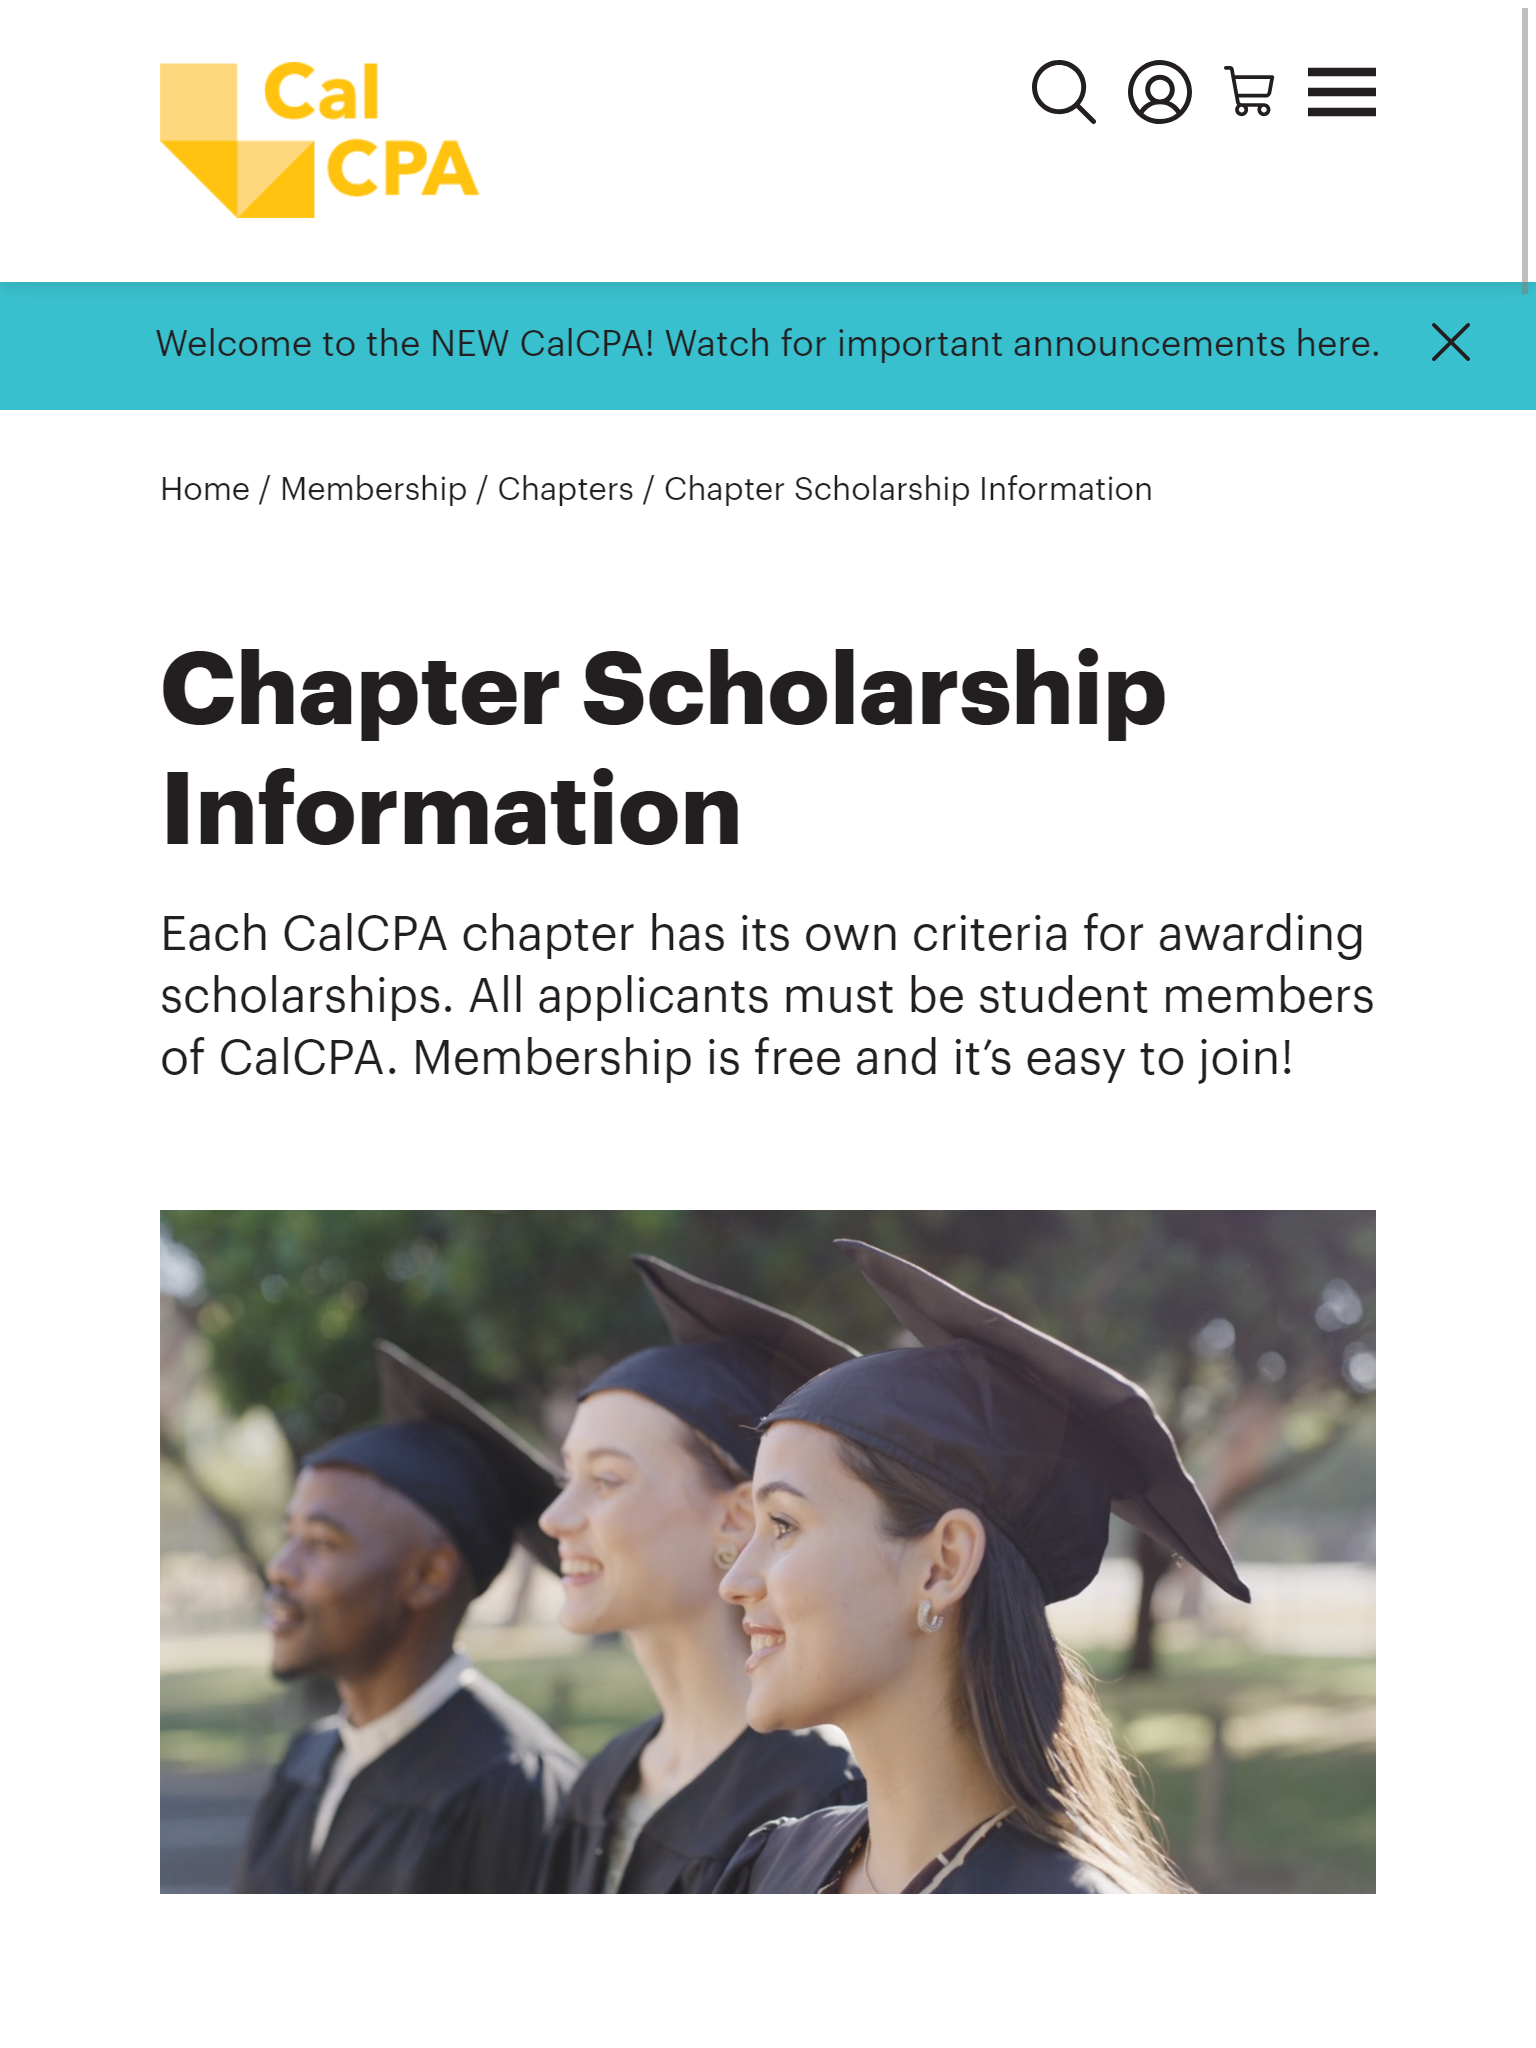 Cal
CPA
Welcome to the NEW CalCPA! Watch for important announcements here.
Home / Membership / Chapters / Chapter Scholarship Information
Chapter Scholarship
Information
Each CalCPA chapter has its own criteria for awarding
scholarships. All applicants must be student members
of CalCPA. Membership is free and it’s easy to join!